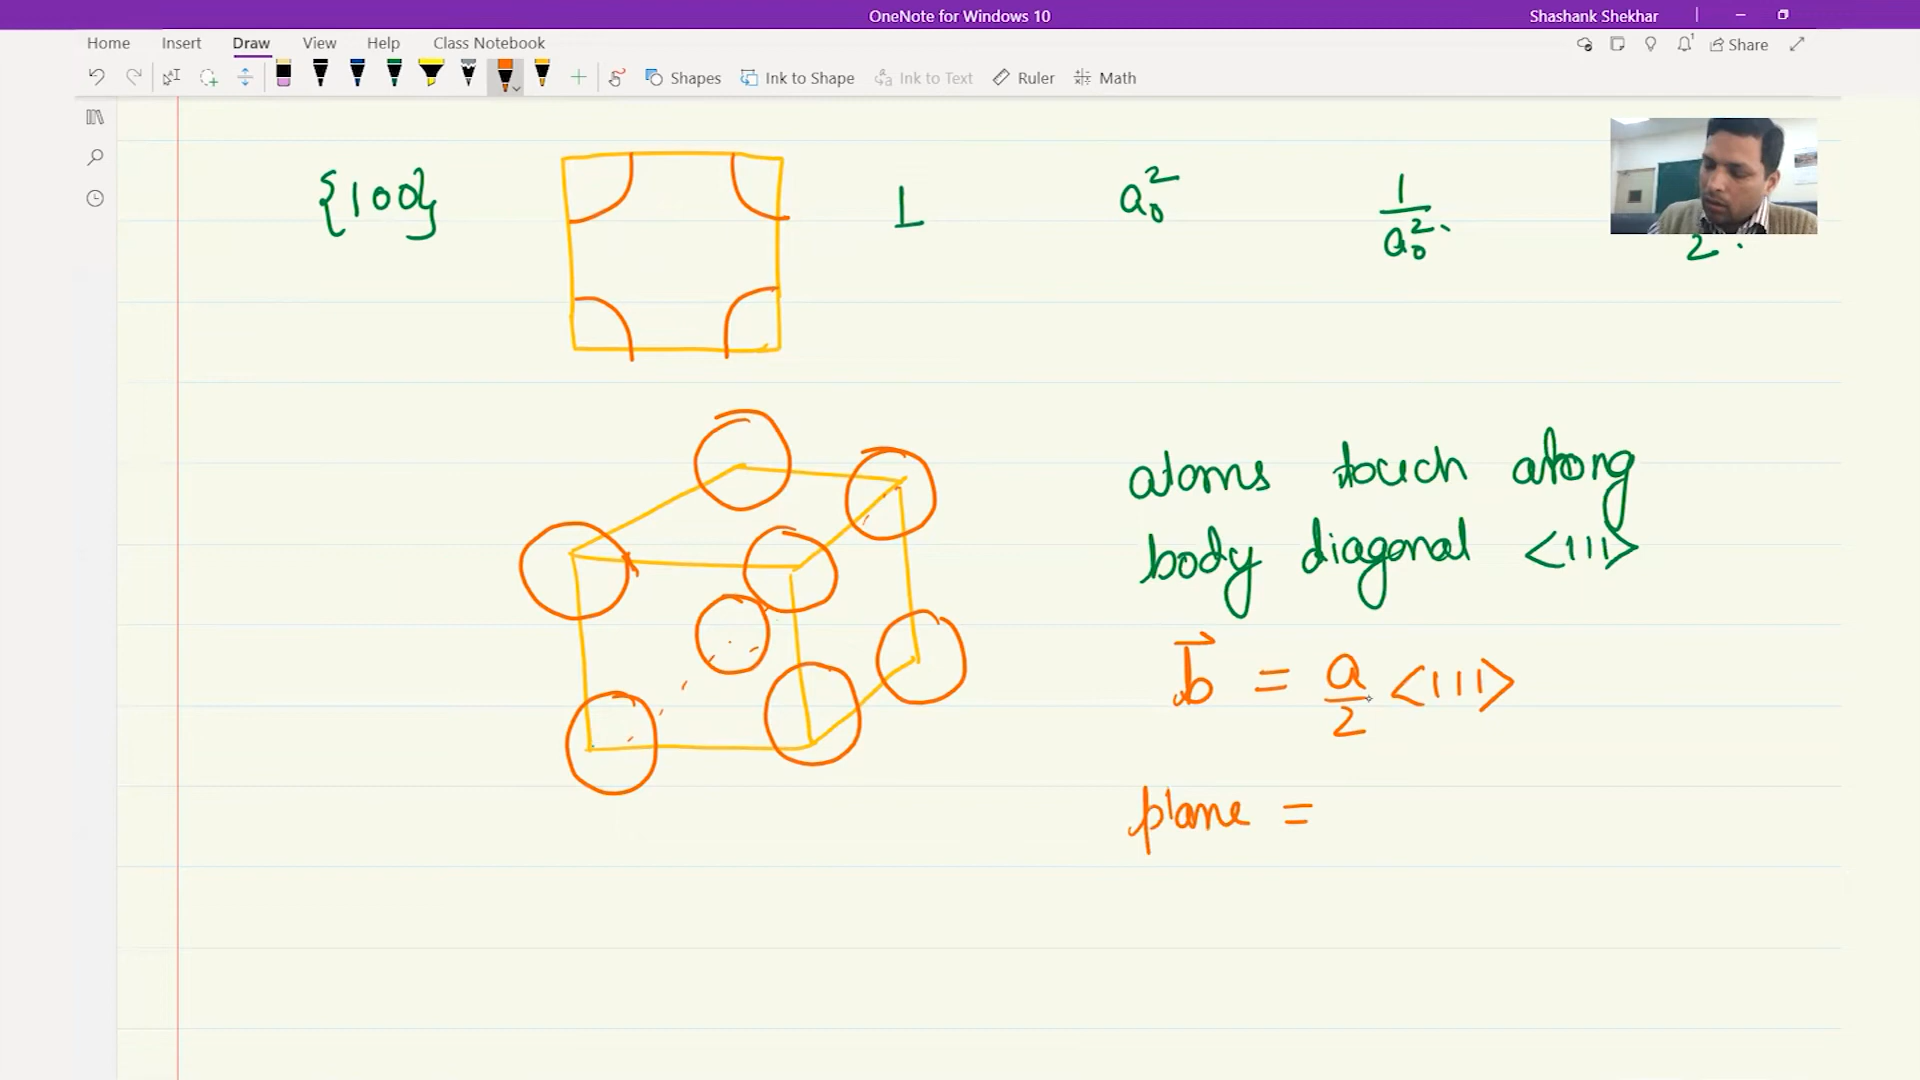 OneNote for Windows 10
Shashank Shekhar
Home Insert Draw View Help Class Notebook
Share
Shapes Ink to Shape Ink to Text Ruler Math
{100} 1 a₀² 1/a₀² 2
atoms touch along
body diagonal <111>
b⃗ = a/2 <111>
plane =